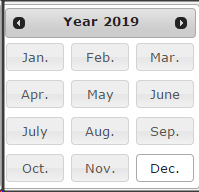 Year 2019
Jan. Feb. Mar.
Apr. May June
July Aug. Sep.
Oct. Nov. Dec.